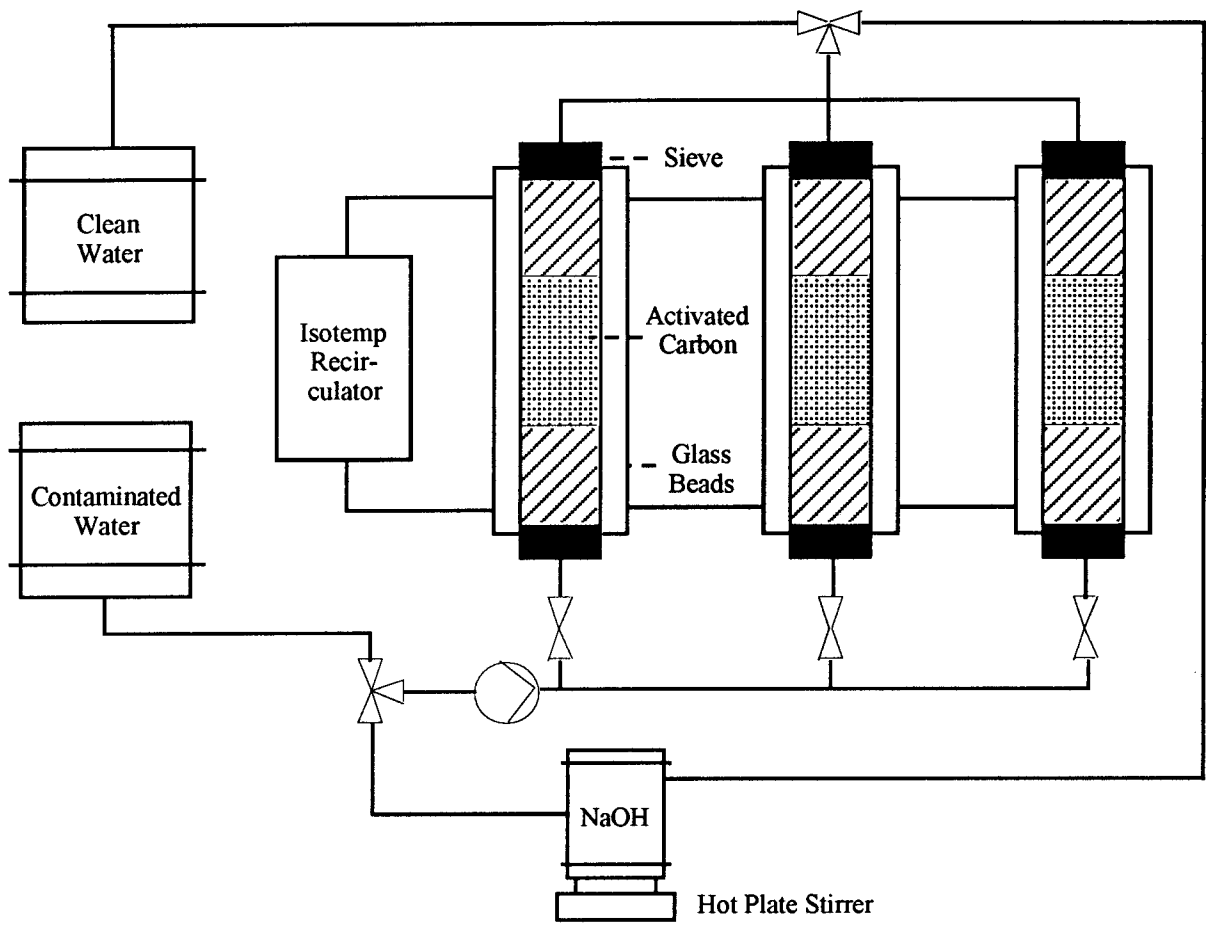 Sieve
Clean
Water
Isotemp
Recir-
culator
Activated
Carbon
Glass
Beads
Contaminated
Water
NaOH
Hot Plate Stirrer